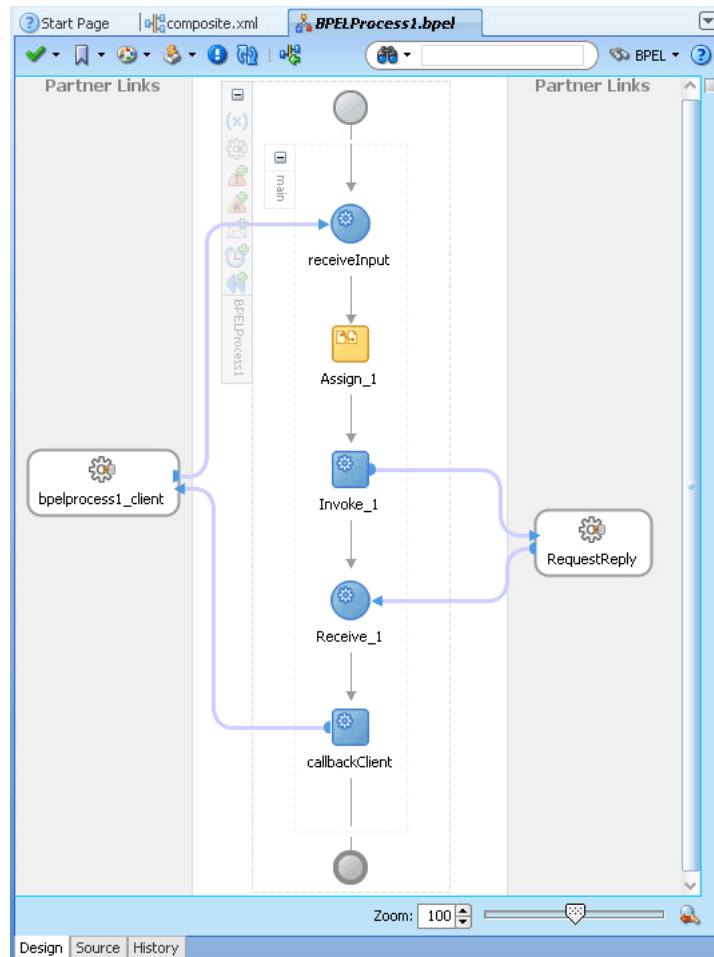 Start Page
composite.xml
BPELProcess1.bpel
BPEL
Partner Links
Partner Links
(x)
main
receiveInput
BPELProcess1
Assign_1
bpelprocess1_client
Invoke_1
RequestReply
Receive_1
callbackClient
Zoom: 100
Design Source History